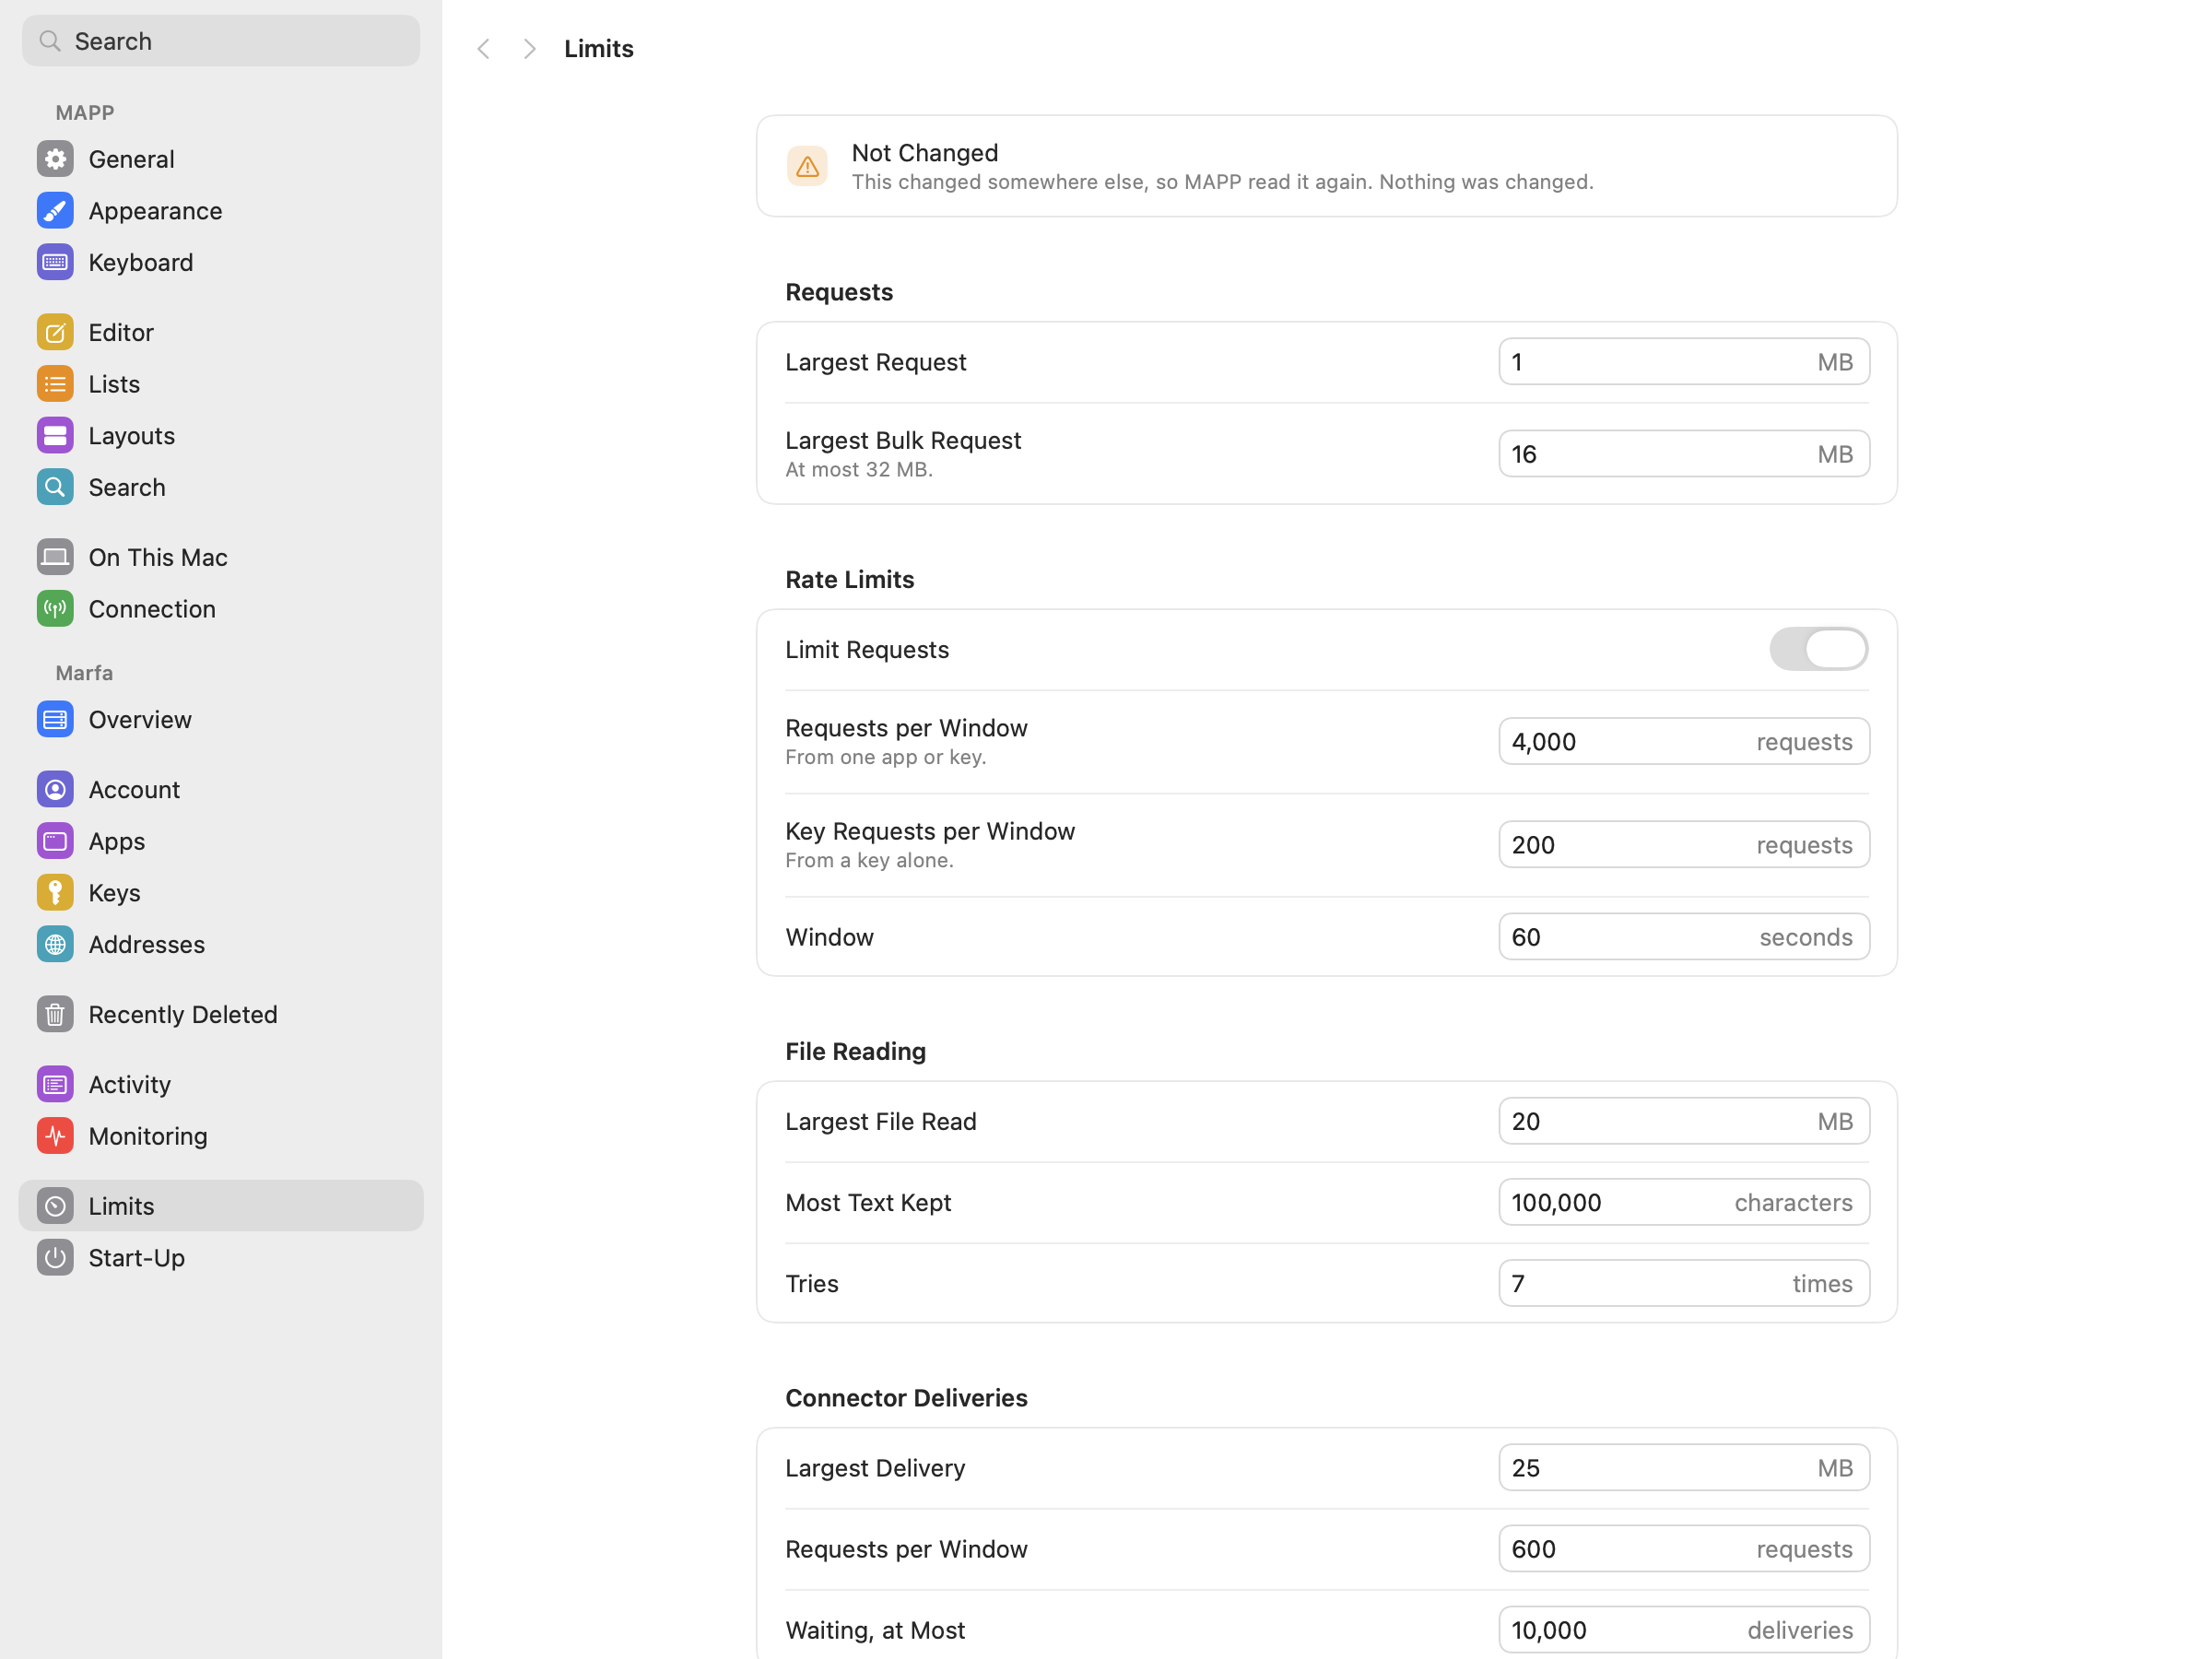 Search
MAPP
General
Appearance
Keyboard
Editor
Lists
Layouts
Search
On This Mac
Connection
Marfa
Overview
Account
Apps
Keys
Addresses
Recently Deleted
Activity
Monitoring
Limits
Start-Up
Limits
Not Changed
This changed somewhere else, so MAPP read it again. Nothing was changed.
Requests
Largest Request
1 MB
Largest Bulk Request
At most 32 MB.
16 MB
Rate Limits
Limit Requests
Requests per Window
From one app or key.
4,000 requests
Key Requests per Window
From a key alone.
200 requests
Window
60 seconds
File Reading
Largest File Read
20 MB
Most Text Kept
100,000 characters
Tries
7 times
Connector Deliveries
Largest Delivery
25 MB
Requests per Window
600 requests
Waiting, at Most
10,000 deliveries